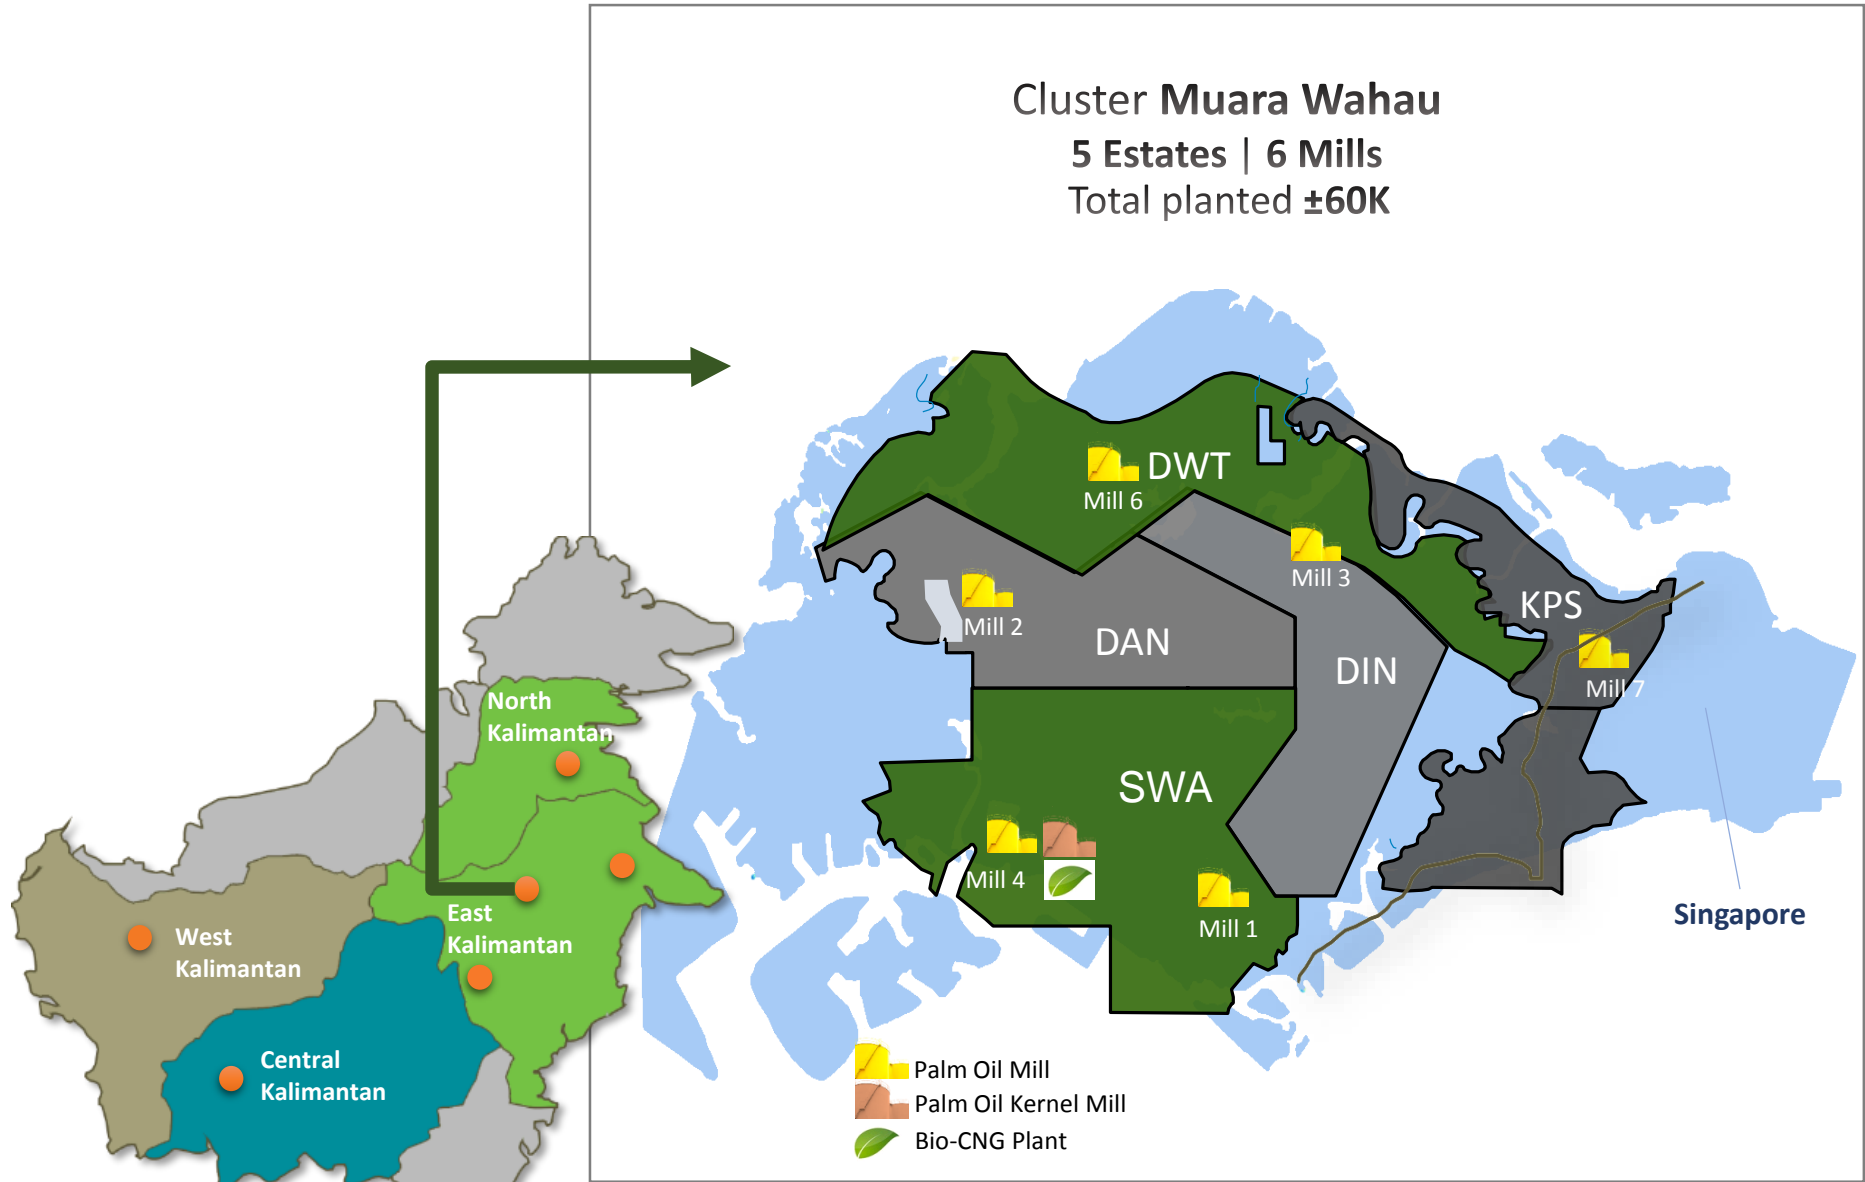 Cluster Muara Wahau
5 Estates | 6 Mills
Total planted ±60K
DWT
Mill 6
Mill 3
KPS
Mill 2
DAN
DIN
Mill 7
SWA
Mill 4
Mill 1
Singapore
North
Kalimantan
East
Kalimantan
West
Kalimantan
Central
Kalimantan
Palm Oil Mill
Palm Oil Kernel Mill
Bio-CNG Plant